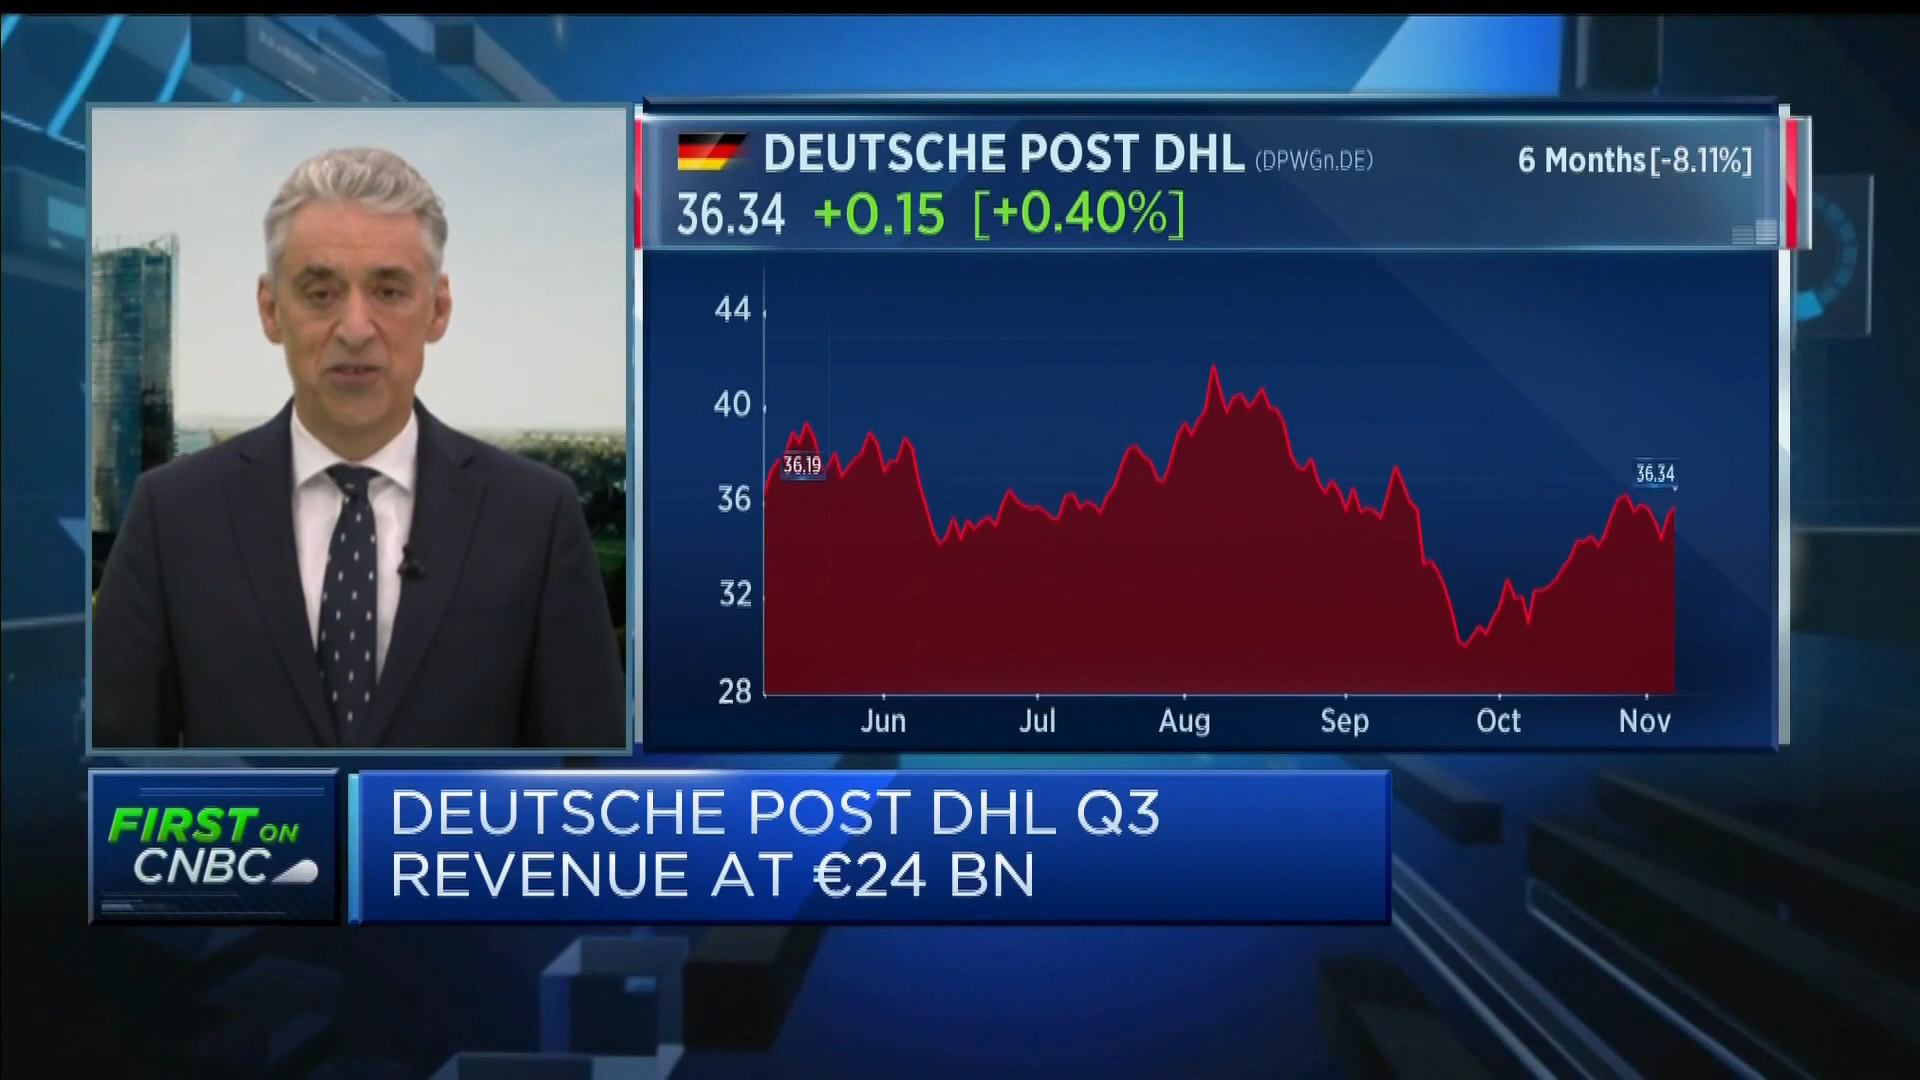 DEUTSCHE POST DHL (DPWGn.DE)
6 Months[-8.11%]
36.34 +0.15 [+0.40%]
44
40
36
32
28
36.19
36.34
Jun Jul Aug Sep Oct Nov
FIRST ON
CNBC
DEUTSCHE POST DHL Q3
REVENUE AT €24 BN